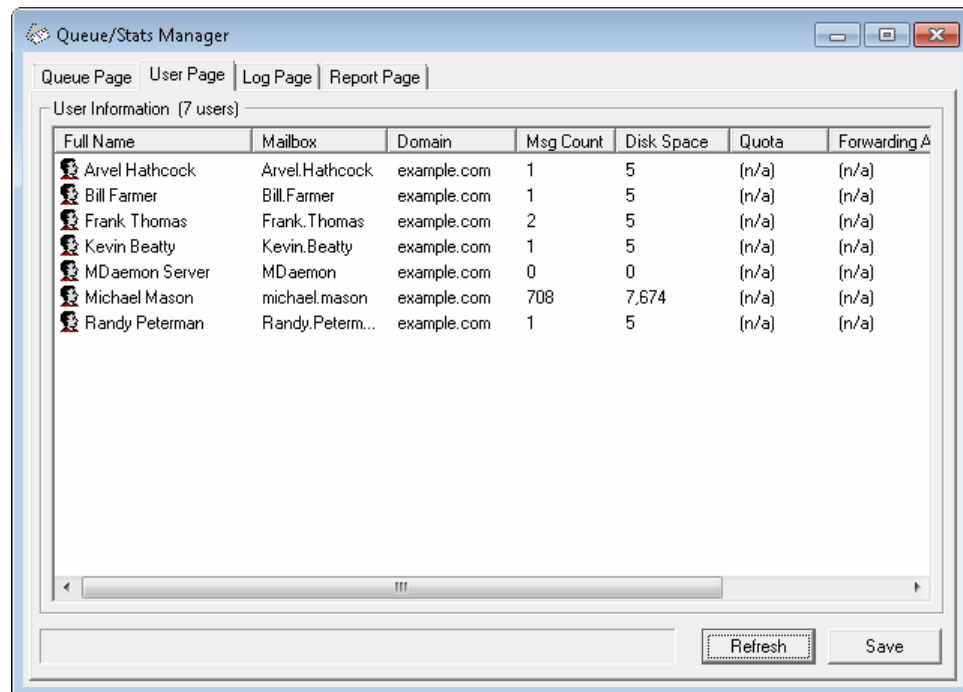 Queue/Stats Manager
Queue Page User Page Log Page Report Page
User Information (7 users)
Full Name Mailbox Domain Msg Count Disk Space Quota Forwarding A
Arvel Hathcock Arvel.Hathcock example.com 1 5 (n/a) (n/a)
Bill Farmer Bill.Farmer example.com 1 5 (n/a) (n/a)
Frank Thomas Frank.Thomas example.com 2 5 (n/a) (n/a)
Kevin Beatty Kevin.Beatty example.com 1 5 (n/a) (n/a)
MDaemon Server MDaemon example.com 0 0 (n/a) (n/a)
Michael Mason michael.mason example.com 708 7,674 (n/a) (n/a)
Randy Peterman Randy.Peterm... example.com 1 5 (n/a) (n/a)
Refresh Save